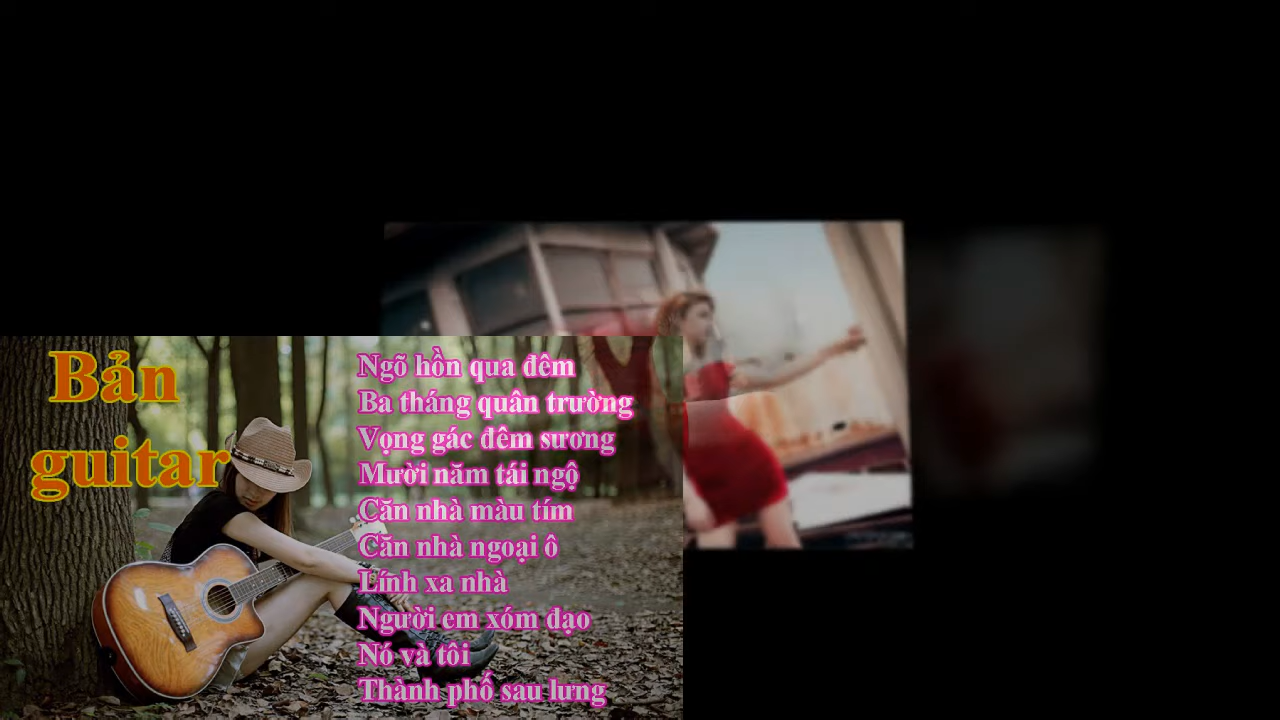 Bản
guitar
Ngõ hồn qua đêm
Ba tháng quân trường
Vọng gác đêm sương
Mười năm tái ngộ
Căn nhà màu tím
Căn nhà ngoại ô
Lính xa nhà
Người em xóm đạo
Nó và tôi
Thành phố sau lưng